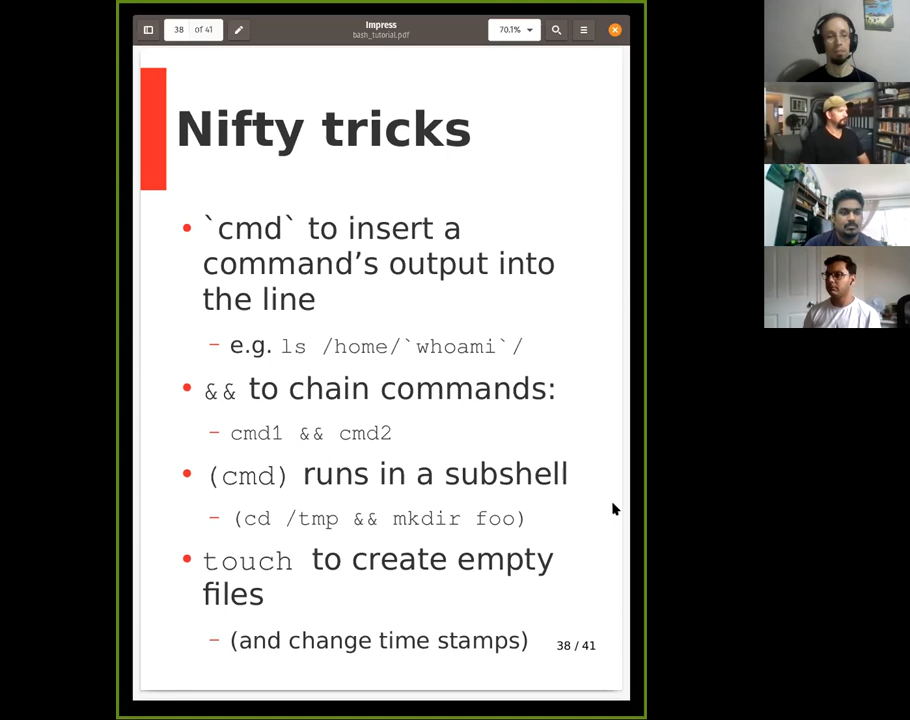 38 of 41
Impress
bash_tutorial.pdf
70.1%
Nifty tricks
• `cmd` to insert a
command’s output into
the line
– e.g. ls /home/`whoami`/
• && to chain commands:
– cmd1 && cmd2
• (cmd) runs in a subshell
– (cd /tmp && mkdir foo)
• touch to create empty
files
– (and change time stamps)
38 / 41